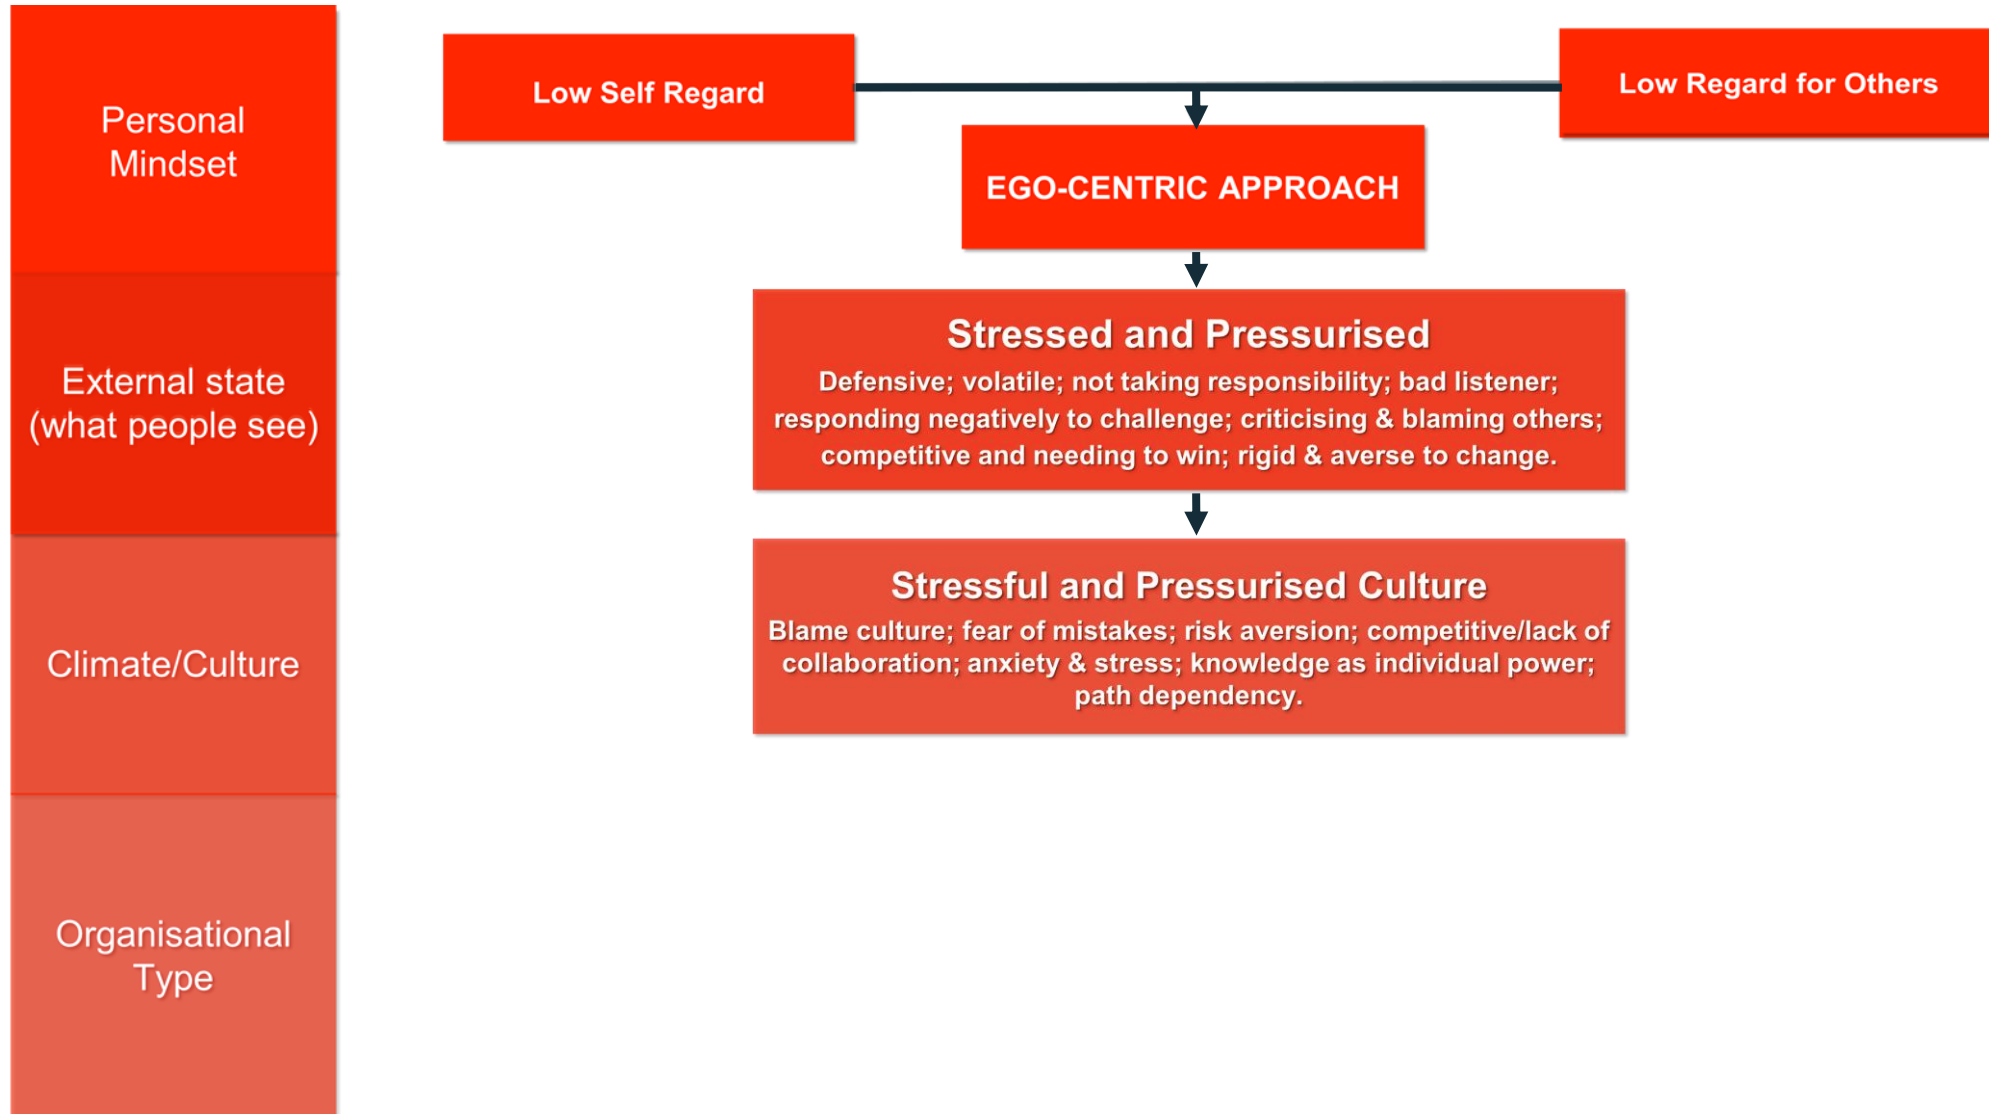 Personal
Mindset
Low Self Regard
Low Regard for Others
EGO-CENTRIC APPROACH
External state
(what people see)
Stressed and Pressurised
Defensive; volatile; not taking responsibility; bad listener;
responding negatively to challenge; criticising & blaming others;
competitive and needing to win; rigid & averse to change.
Climate/Culture
Stressful and Pressurised Culture
Blame culture; fear of mistakes; risk aversion; competitive/lack of
collaboration; anxiety & stress; knowledge as individual power;
path dependency.
Organisational
Type